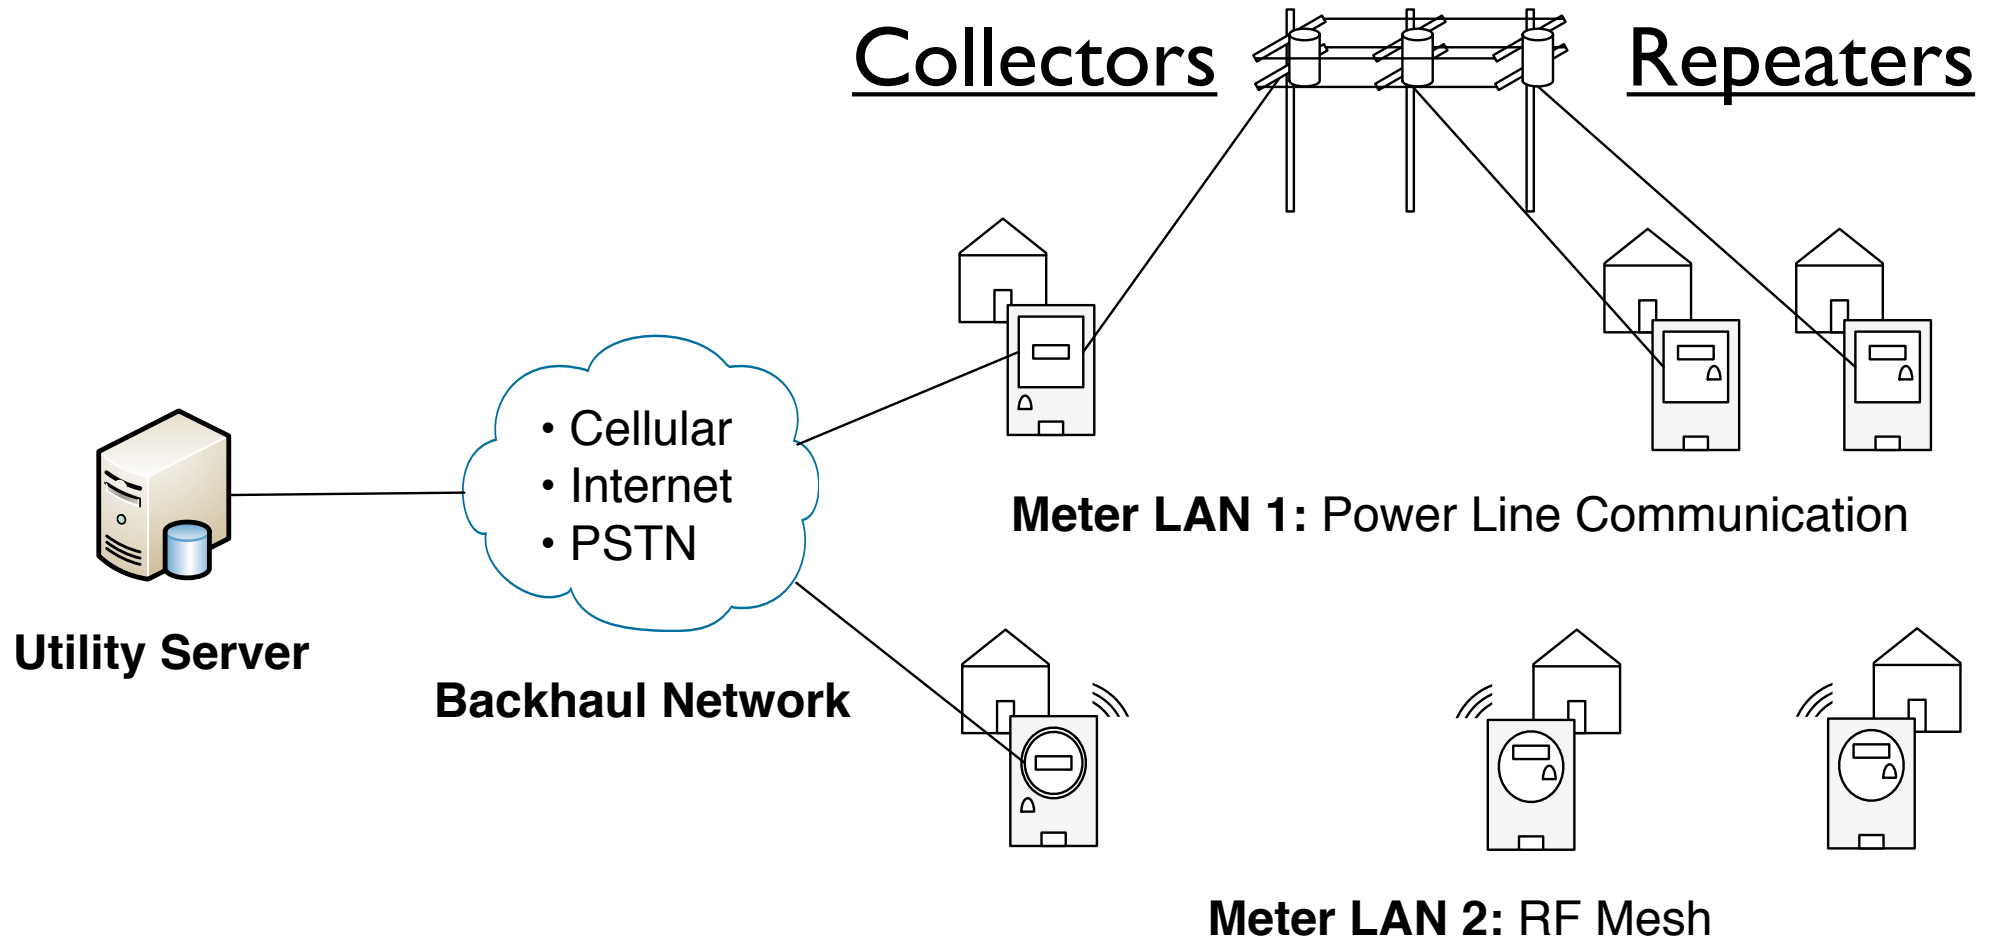 Collectors
Repeaters
• Cellular
• Internet
• PSTN
Meter LAN 1: Power Line Communication
Utility Server
Backhaul Network
Meter LAN 2: RF Mesh